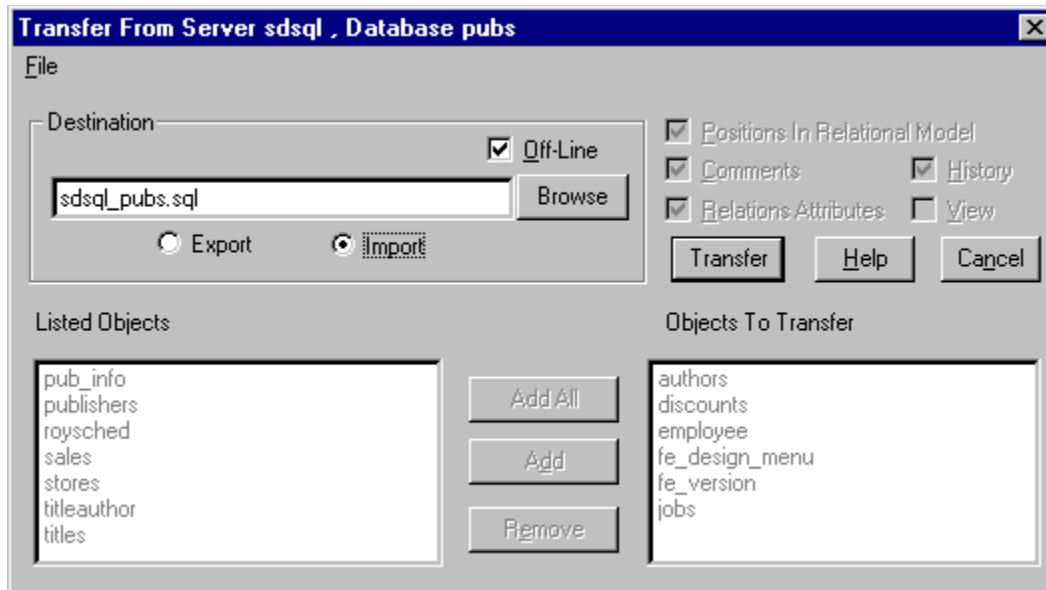 Transfer From Server sdsql , Database pubs
File
Destination
Off-Line
sdsql_pubs.sql
Browse
Export
Import
Positions In Relational Model
Comments
History
Relations Attributes
View
Transfer
Help
Cancel
Listed Objects
pub_info
publishers
roysched
sales
stores
titleauthor
titles
Add All
Add
Remove
Objects To Transfer
authors
discounts
employee
fe_design_menu
fe_version
jobs